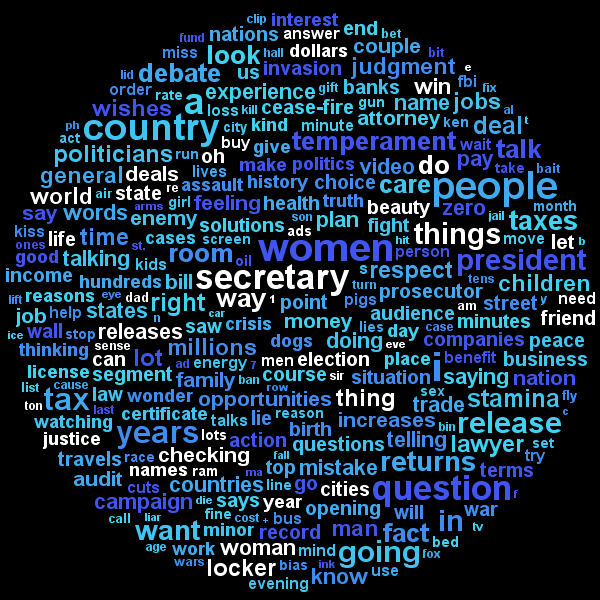 clip interest
fund nations answer end bet
miss hall dollars couple bit
lid look us invasion judgment e fbi
order debate experience banks win fix
rate a loss kill gift cease-fire gun name jobs al
wishes city kind minute attorney ken deal t
ph country buy give temperament wait talk
act politicians run oh make politics video do pay take bait
general deals lives history choice care people month
world air state re assault girl health truth beauty zero jail
say words arms enemy feeling solutions plan son ads fight hit things taxes
kiss life time st. cases screen women person move let b
good ones talking kids room oil president
income hundreds bill secretary s respect tens children
lift reasons eye dad way 1 turn pigs prosecutor street y need
job help states right car point audience am friend
ice wall stop n saw crisis money lies day case minutes
releases sense millions dogs eve doing companies peace
thinking can lot ad energy 7 men election place benefit business
license segment family ban course sir situation i saying nation
list cause tax law wonder row opportunities thing sex trade stamina fly
ton last certificate talks lie reason increases bin release c
watching years lots birth telling lawyer set
justice race action questions
names ram checking fall top mistake returns terms try
travels countries line go
audit cuts ma says year cities question f
campaign die opening will in war
call liar fine cost + bus record man fact tv
want minor
age work woman mind going bed
wars locker bias ink know fox use
evening